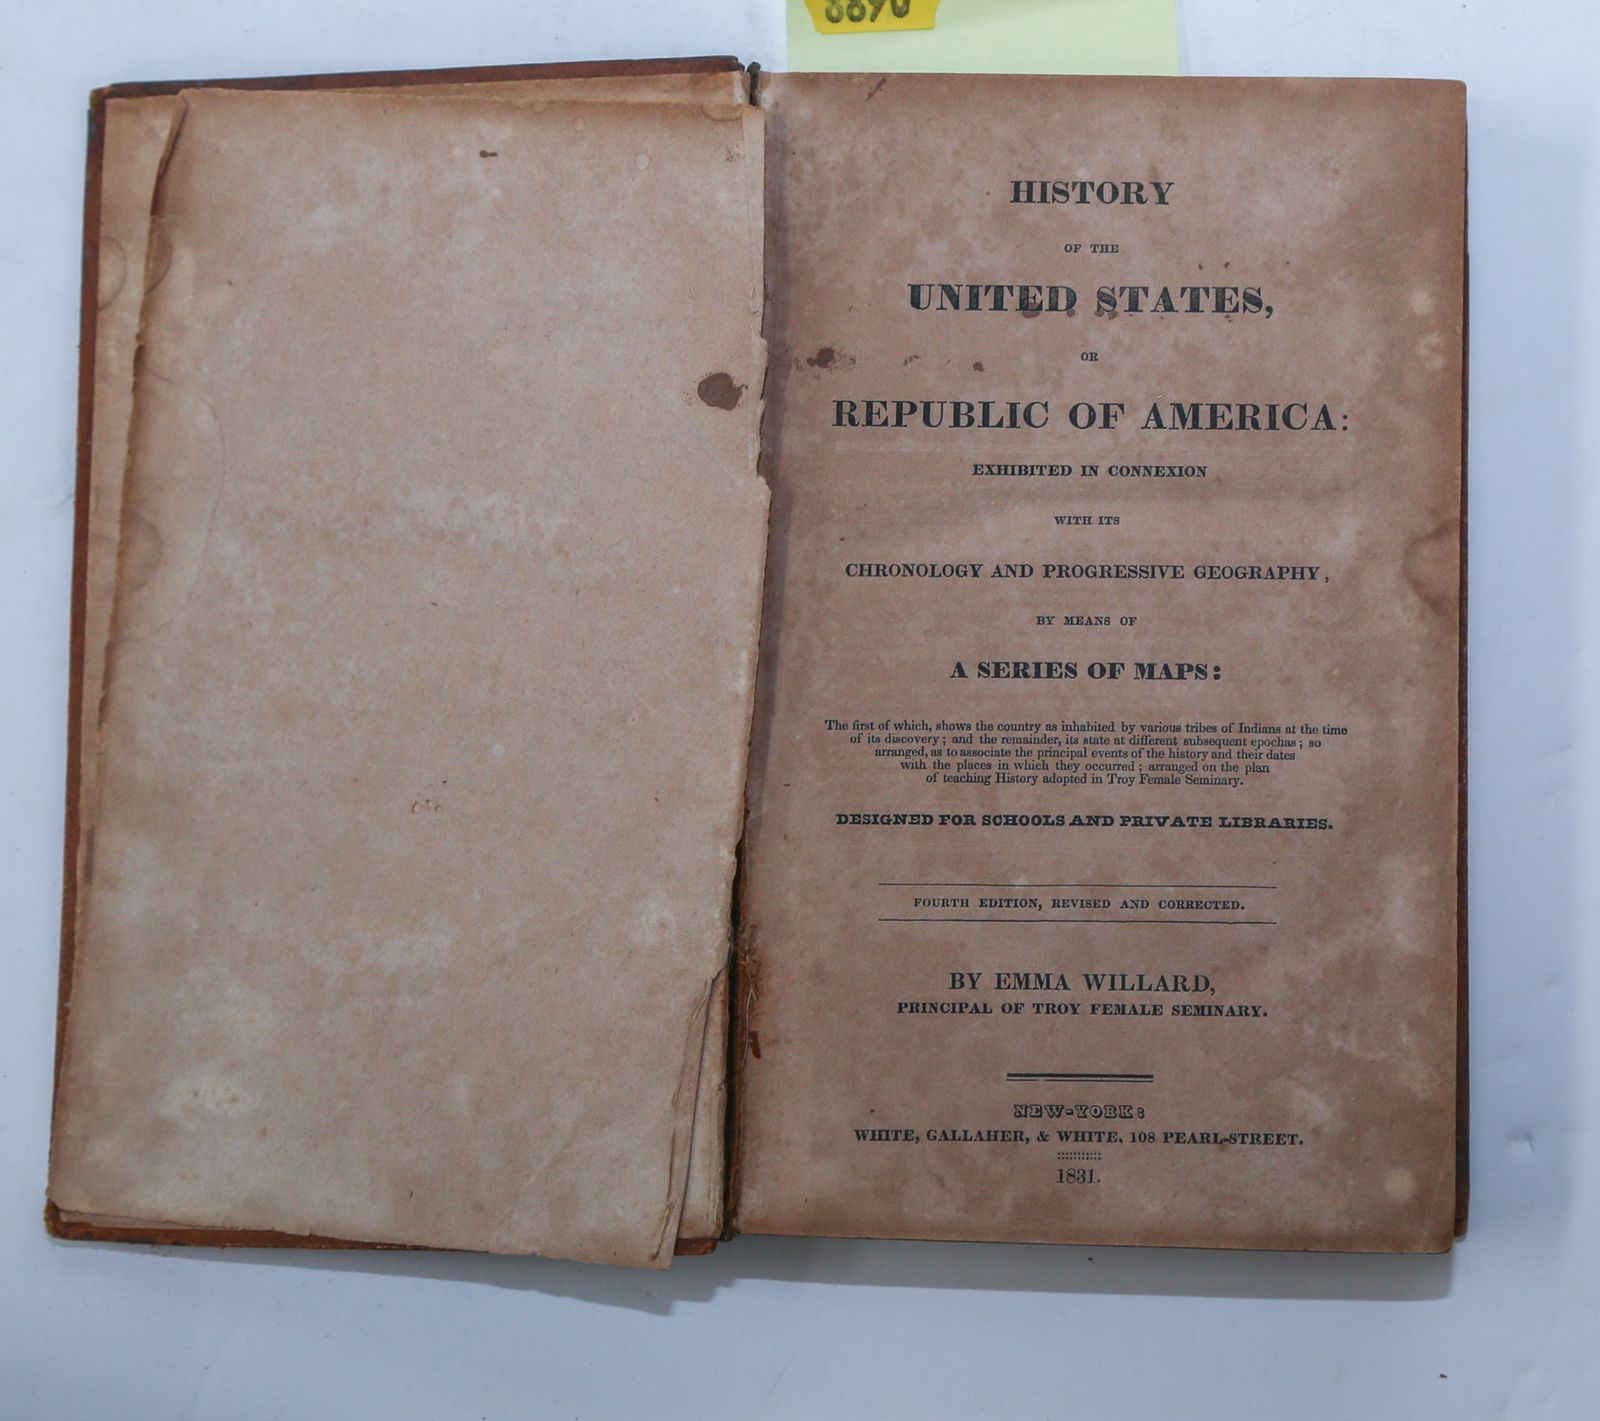 HISTORY
OF THE
UNITED STATES,
OR
REPUBLIC OF AMERICA:
EXHIBITED IN CONNEXION
WITH ITS
CHRONOLOGY AND PROGRESSIVE GEOGRAPHY,
BY MEANS OF
A SERIES OF MAPS:
The first of which, shows the country as inhabited by various tribes of Indians at the time
of its discovery; and the remainder, its state at different subsequent epochas; so
arranged, as to associate the principal events of the history and their dates
with the places in which they occurred; arranged on the plan
of teaching History adopted in Troy Female Seminary.
DESIGNED FOR SCHOOLS AND PRIVATE LIBRARIES.
FOURTH EDITION, REVISED AND CORRECTED.
BY EMMA WILLARD,
PRINCIPAL OF TROY FEMALE SEMINARY.
NEW-YORK:
WHITE, GALLAHER, & WHITE, 108 PEARL-STREET.
1831.